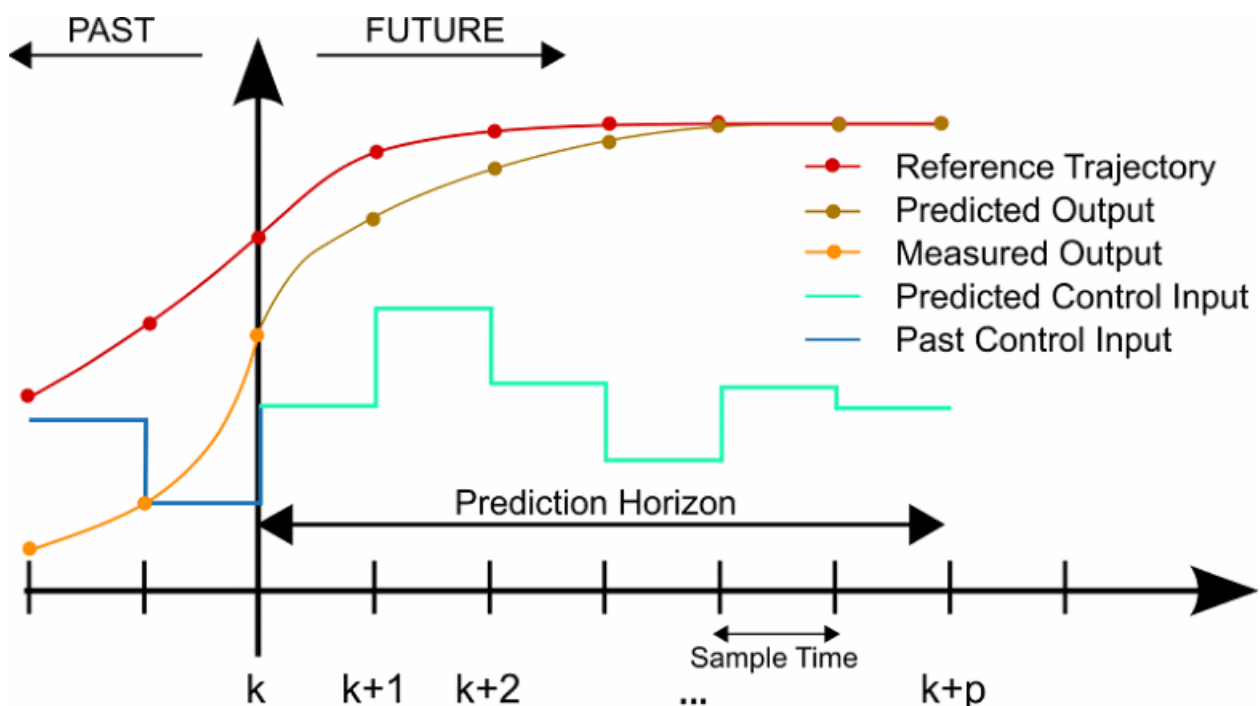 PAST
FUTURE
Reference Trajectory
Predicted Output
Measured Output
Predicted Control Input
Past Control Input
Prediction Horizon
Sample Time
k
k+1
k+2
...
k+p